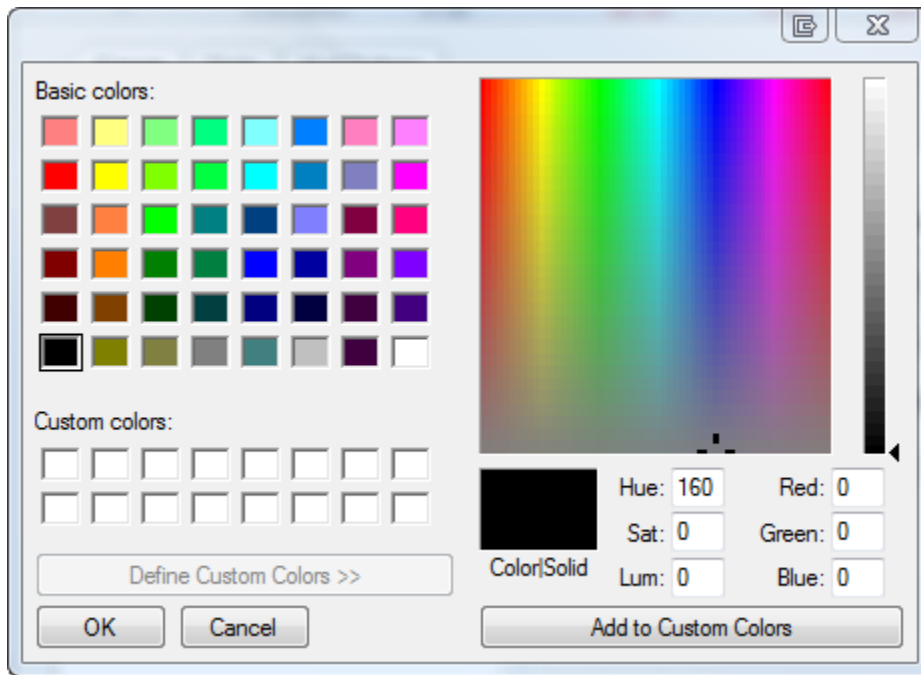 Basic colors:
Custom colors:
Define Custom Colors >>
OK
Cancel
Color|Solid
Hue: 160
Sat: 0
Lum: 0
Red: 0
Green: 0
Blue: 0
Add to Custom Colors